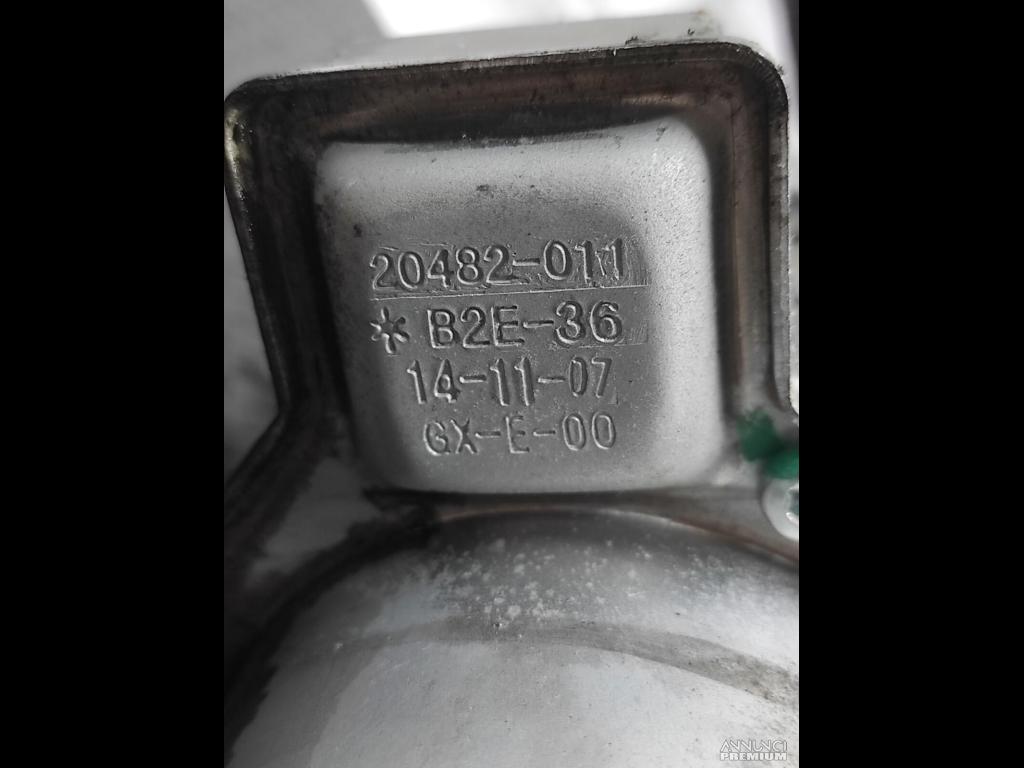 20482-011
* B2E-36
14-11-07
GX-E-00
ANNUNCI
PREMIUM